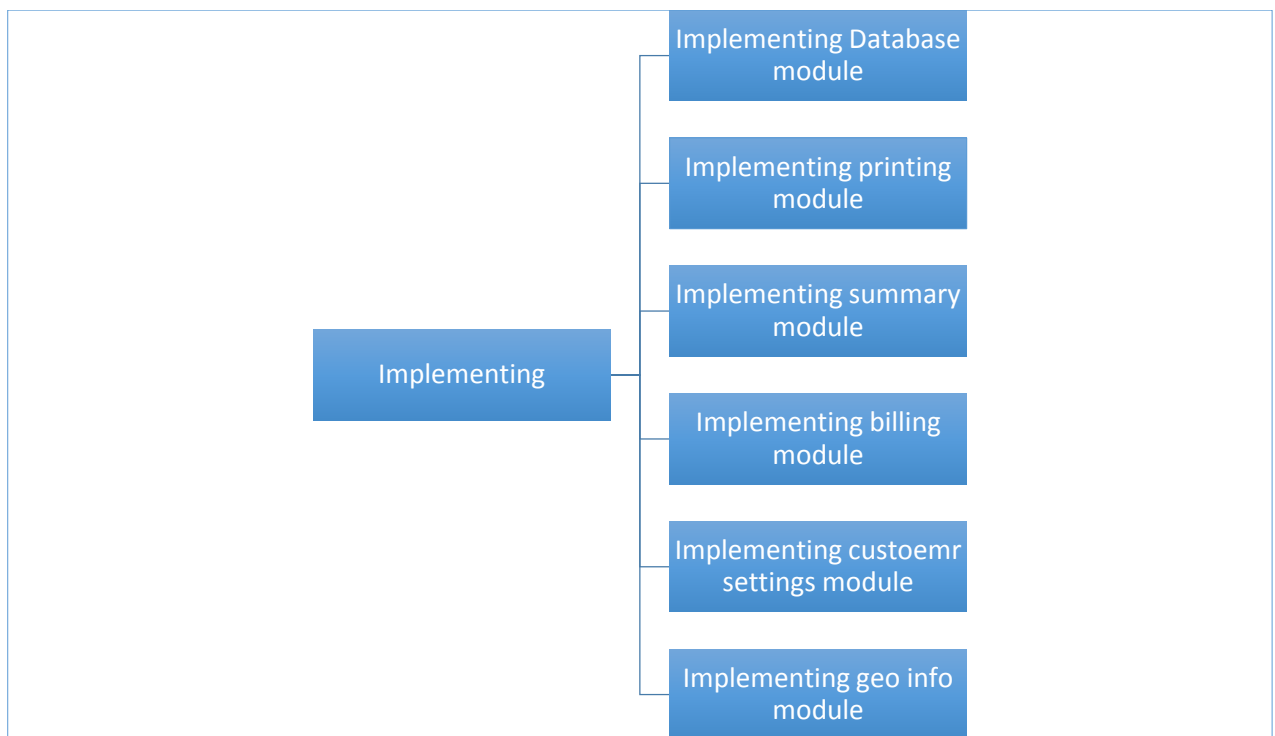 Implementing Database
module
Implementing printing
module
Implementing summary
module
Implementing
Implementing billing
module
Implementing custoemr
settings module
Implementing geo info
module